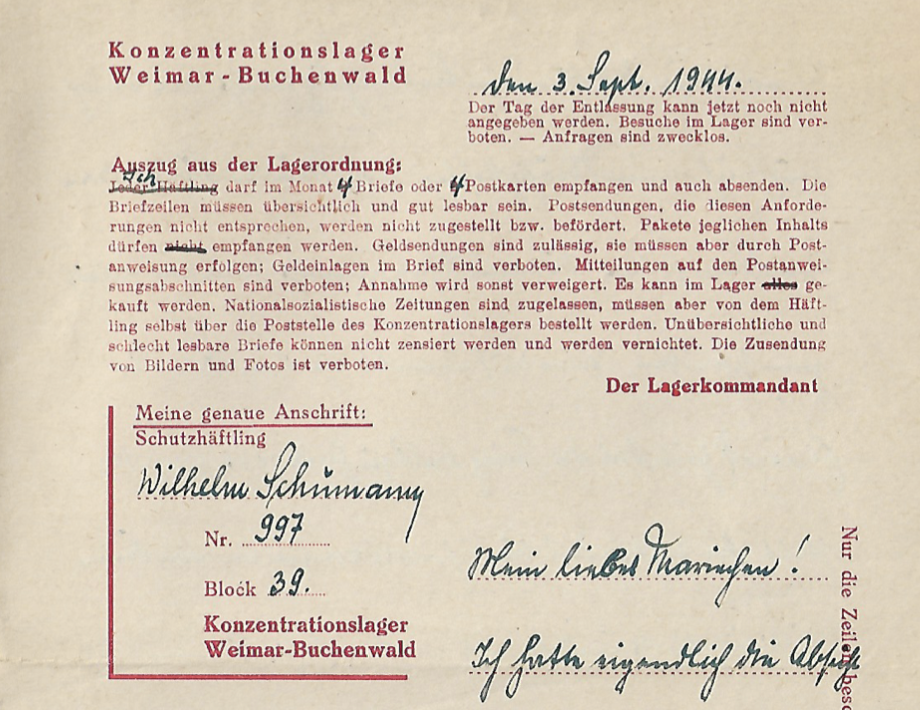 Konzentrationslager
Weimar-Buchenwald
den 3. Sept. 1944.
Der Tag der Entlassung kann jetzt noch nicht
angegeben werden. Besuche im Lager sind ver-
boten. — Anfragen sind zwecklos.
Auszug aus der Lagerordnung:
Ich
Jeder Häftling darf im Monat 4 Briefe oder 4 Postkarten empfangen und auch absenden. Die
Briefzeilen müssen übersichtlich und gut lesbar sein. Postsendungen, die diesen Anforde-
rungen nicht entsprechen, werden nicht zugestellt bzw. befördert. Pakete jeglichen Inhalts
dürfen nicht empfangen werden. Geldsendungen sind zulässig, sie müssen aber durch Post-
anweisung erfolgen; Geldeinlagen im Brief sind verboten. Mitteilungen auf den Postanwei-
sungsabschnitten sind verboten; Annahme wird sonst verweigert. Es kann im Lager alles ge-
kauft werden. Nationalsozialistische Zeitungen sind zugelassen, müssen aber von dem Häft-
ling selbst über die Poststelle des Konzentrationslagers bestellt werden. Unübersichtliche und
schlecht lesbare Briefe können nicht zensiert werden und werden vernichtet. Die Zusendung
von Bildern und Fotos ist verboten.
Der Lagerkommandant
Meine genaue Anschrift:
Schutzhäftling
Wilhelm Schumann
Nr. 997
Block 39.
Konzentrationslager
Weimar-Buchenwald
Mein liebes Mariechen!
Ich hatte eigendlich die
Nur die Zeilen